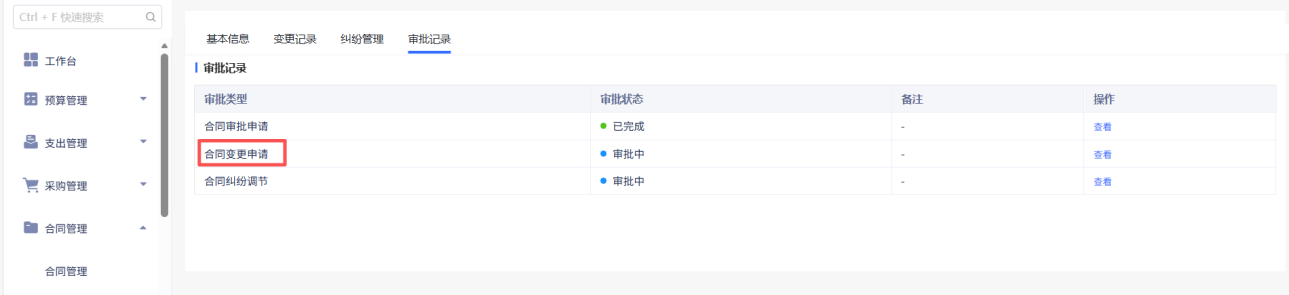 Ctrl + F 快速搜索
工作台
预算管理
支出管理
采购管理
合同管理
合同管理
基本信息 变更记录 纠纷管理 审批记录
审批记录
审批类型 审批状态 备注 操作
合同审批申请 已完成 - 查看
合同变更申请 审批中 - 查看
合同纠纷调节 审批中 - 查看